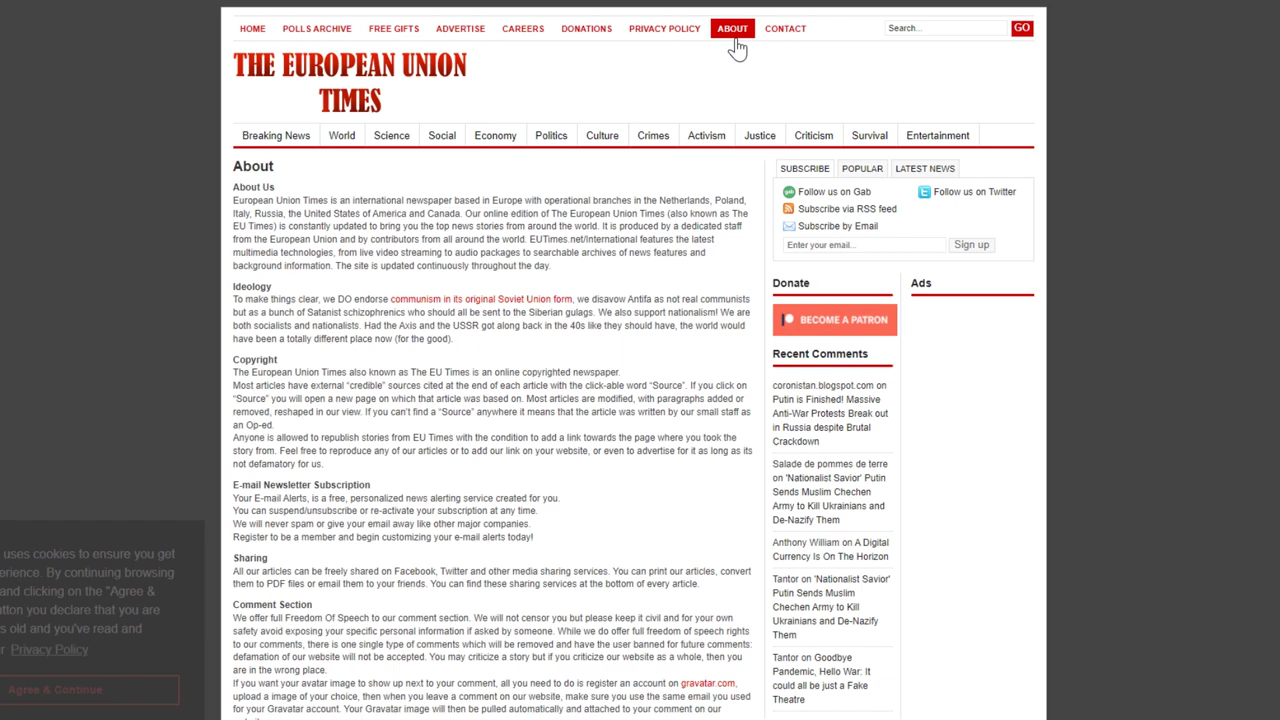 HOME POLLS ARCHIVE FREE GIFTS ADVERTISE CAREERS DONATIONS PRIVACY POLICY ABOUT CONTACT Search... GO
THE EUROPEAN UNION
TIMES
Breaking News World Science Social Economy Politics Culture Crimes Activism Justice Criticism Survival Entertainment
About
About Us
European Union Times is an international newspaper based in Europe with operational branches in the Netherlands, Poland,
Italy, Russia, the United States of America and Canada. Our online edition of The European Union Times (also known as The
EU Times) is constantly updated to bring you the top news stories from around the world. It is produced by a dedicated staff
from the European Union and by contributors from all around the world. EUTimes.net/International features the latest
multimedia technologies, from live video streaming to audio packages to searchable archives of news features and
background information. The site is updated continuously throughout the day.
Ideology
To make things clear, we DO endorse communism in its original Soviet Union form, we disavow Antifa as not real communists
but as a bunch of Satanist schizophrenics who should all be sent to the Siberian gulags. We also support nationalism! We are
both socialists and nationalists. Had the Axis and the USSR got along back in the 40s like they should have, the world would
have been a totally different place now (for the good).
Copyright
The European Union Times also known as The EU Times is an online copyrighted newspaper.
Most articles have external “credible” sources cited at the end of each article with the click-able word “Source”. If you click on
“Source” you will open a new page on which that article was based on. Most articles are modified, with paragraphs added or
removed, reshaped in our view. If you can’t find a “Source” anywhere it means that the article was written by our small staff as
an Op-ed.
Anyone is allowed to republish stories from EU Times with the condition to add a link towards the page where you took the
story from. Feel free to reproduce any of our articles or to add our link on your website, or even to advertise for it as long as its
not defamatory for us.
E-mail Newsletter Subscription
Your E-mail Alerts, is a free, personalized news alerting service created for you.
You can suspend/unsubscribe or re-activate your subscription at any time.
We will never spam or give your email away like other major companies.
Register to be a member and begin customizing your e-mail alerts today!
Sharing
All our articles can be freely shared on Facebook, Twitter and other media sharing services. You can print our articles, convert
them to PDF files or email them to your friends. You can find these sharing services at the bottom of every article.
Comment Section
We offer full Freedom Of Speech to our comment section. We will not censor you but please keep it civil and for your own
safety avoid exposing your specific personal information if asked by someone. While we do offer full freedom of speech rights
to our comments, there is one single type of comments which will be removed and have the user banned for future comments:
defamation of our website will not be accepted. You may criticize a story but if you criticize our website as a whole, then you
are in the wrong place.
If you want your avatar image to show up next to your comment, all you need to do is register an account on gravatar.com,
upload a image of your choice, then when you leave a comment on our website, make sure you use the same email you used
for your Gravatar account. Your Gravatar image will then be pulled automatically and attached to your comment on our
SUBSCRIBE POPULAR LATEST NEWS
Follow us on Gab Follow us on Twitter
Subscribe via RSS feed
Subscribe by Email
Enter your email... Sign up
Donate
BECOME A PATRON
Recent Comments
coronistan.blogspot.com on
Putin is Finished! Massive
Anti-War Protests Break out
in Russia despite Brutal
Crackdown
Salade de pommes de terre
on 'Nationalist Savior' Putin
Sends Muslim Chechen
Army to Kill Ukrainians and
De-Nazify Them
Anthony William on A Digital
Currency Is On The Horizon
Tantor on 'Nationalist Savior'
Putin Sends Muslim
Chechen Army to Kill
Ukrainians and De-Nazify
Them
Tantor on Goodbye
Pandemic, Hello War: It
could all be just a Fake
Theatre
Ads
uses cookies to ensure you get
erience. By continuing browsing
and clicking on the "Agree &
utton you declare that you are
s old and you've read and
r Privacy Policy
Agree & Continue